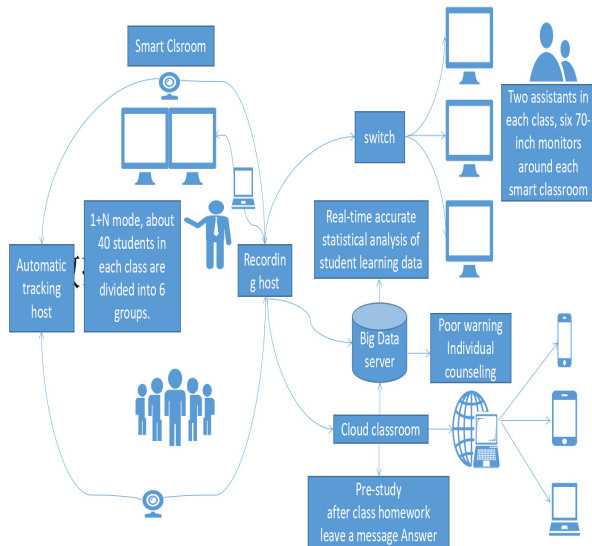 Smart Clsroom
switch
Two assistants in
each class, six 70-
inch monitors
around each
smart classroom
1+N mode, about
40 students in
each class are
divided into 6
groups.
Automatic
tracking
host
Recordin
g host
Real-time accurate
statistical analysis of
student learning data
Big Data
server
Poor warning
Individual
counseling
Cloud classroom
Pre-study
after class homework
leave a message Answer